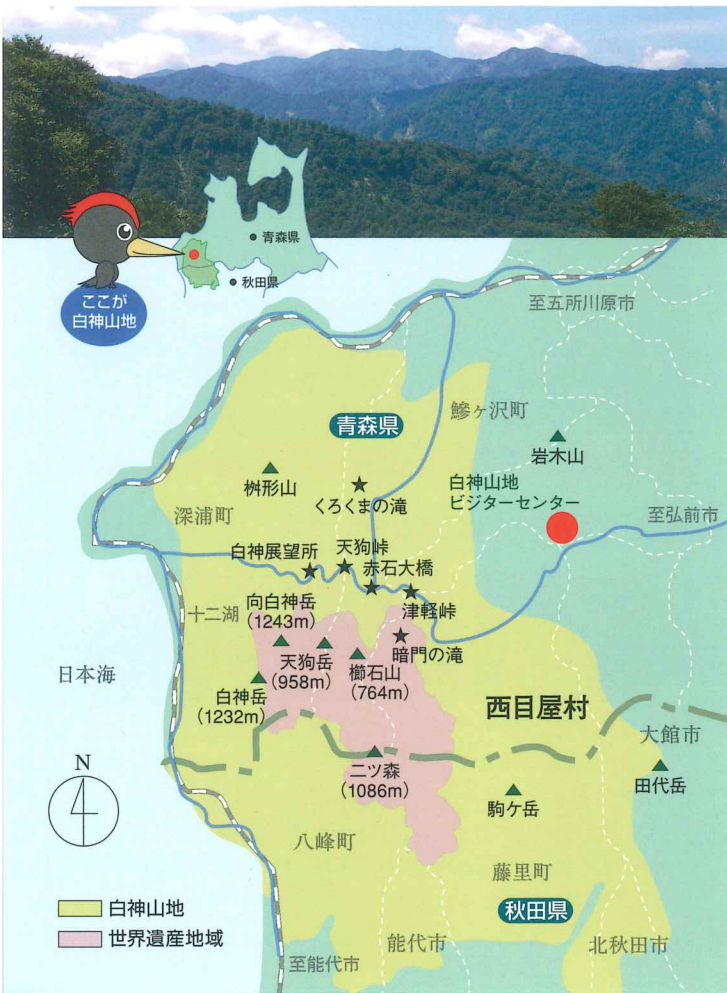 青森県
秋田県
ここが
白神山地
至五所川原市
鰺ヶ沢町
青森県
岩木山
桝形山
くろくまの滝
白神山地
ビジターセンター
深浦町
至弘前市
白神展望所
天狗峠
赤石大橋
十二湖
向白神岳
(1243m)
津軽峠
暗門の滝
天狗岳
(958m)
櫛石山
(764m)
日本海
白神岳
(1232m)
西目屋村
大館市
N
二ツ森
(1086m)
田代岳
駒ケ岳
八峰町
藤里町
白神山地
秋田県
世界遺産地域
能代市
北秋田市
至能代市